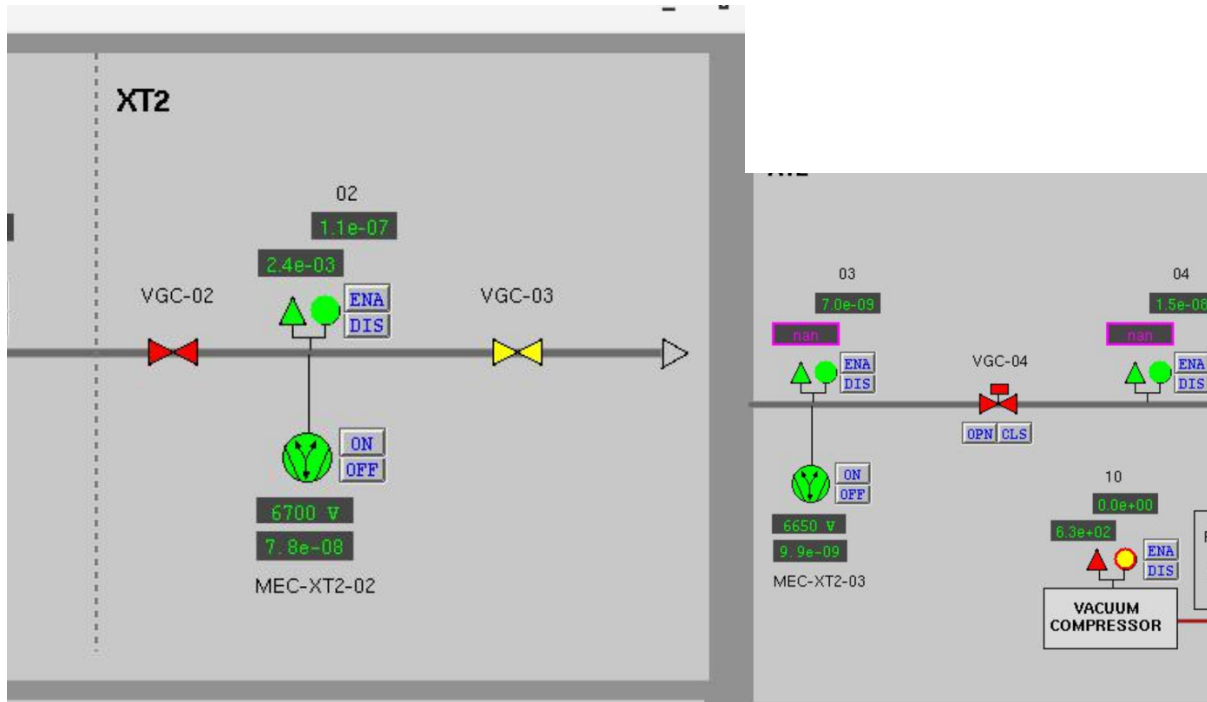 XT2
02
1.1e-07
2.4e-03
VGC-02
ENA
DIS
VGC-03
ON
OFF
6700 V
7.8e-08
MEC-XT2-02
03
7.0e-09
nan
ENA
DIS
VGC-04
OPN CLS
04
1.5e-08
nan
ENA
DIS
ON
OFF
6650 V
9.9e-09
MEC-XT2-03
10
0.0e+00
6.3e+02
ENA
DIS
VACUUM
COMPRESSOR